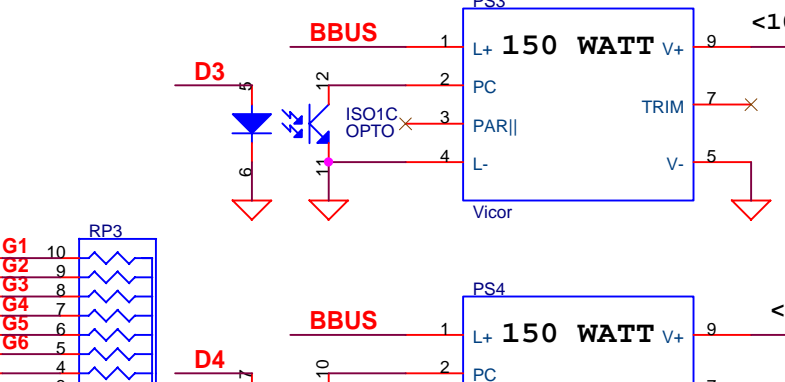 PS3
<1
BBUS
1
L+
150 WATT
V+
9
D3
5
12
2
PC
ISO1C
OPTO
3
PAR||
TRIM
7
6
11
4
L-
V-
5
Vicor
RP3
G1
10
G2
9
G3
8
G4
7
G5
6
G6
5
4
PS4
BBUS
1
L+
150 WATT
V+
9
<
D4
7
10
2
PC